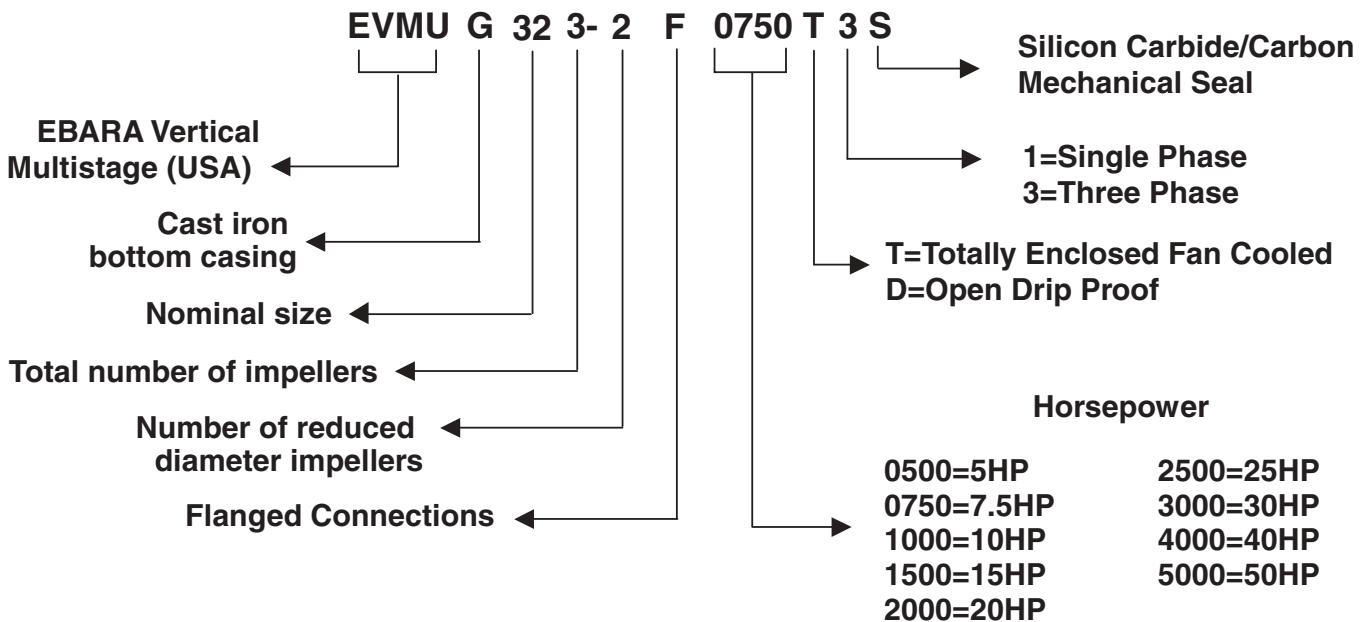 EVMU G 32 3- 2 F 0750 T 3 S
Silicon Carbide/Carbon
Mechanical Seal
EBARA Vertical
Multistage (USA)
1=Single Phase
3=Three Phase
Cast iron
bottom casing
T=Totally Enclosed Fan Cooled
D=Open Drip Proof
Nominal size
Total number of impellers
Number of reduced
diameter impellers
Flanged Connections
Horsepower
0500=5HP 2500=25HP
0750=7.5HP 3000=30HP
1000=10HP 4000=40HP
1500=15HP 5000=50HP
2000=20HP